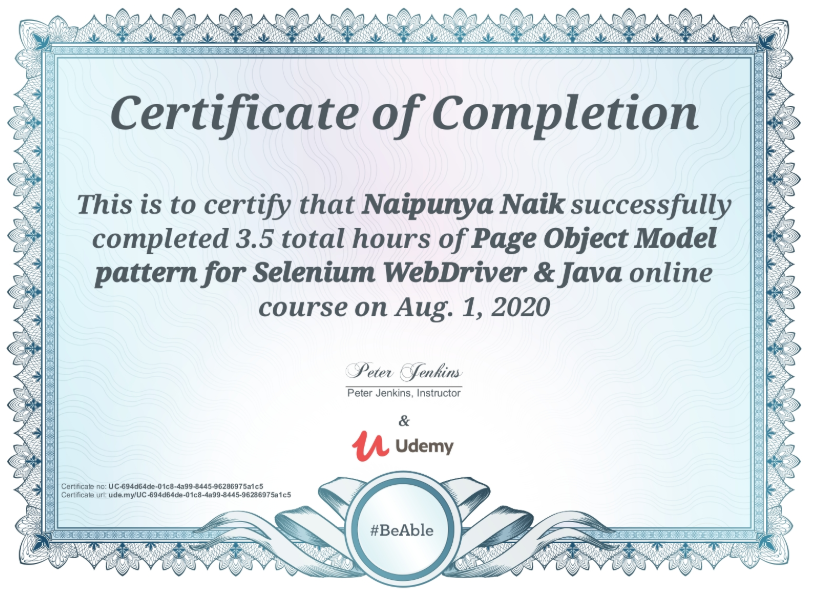 Certificate of Completion
This is to certify that Naipunya Naik successfully
completed 3.5 total hours of Page Object Model
pattern for Selenium WebDriver & Java online
course on Aug. 1, 2020
Peter Jenkins
Peter Jenkins, Instructor
&
Udemy
Certificate no: UC-694d64de-01c8-4a99-8445-96286975a1c5
Certificate url: ude.my/UC-694d64de-01c8-4a99-8445-96286975a1c5
#BeAble